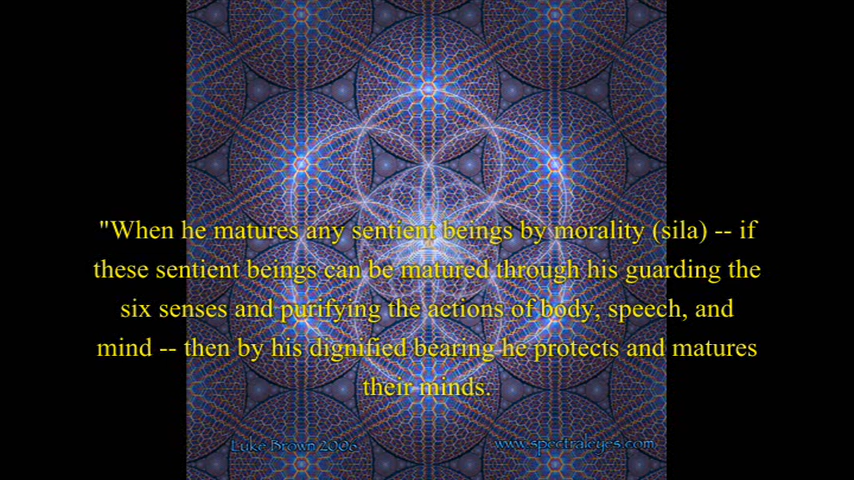 "When he matures any sentient beings by morality (sila) -- if
these sentient beings can be matured through his guarding the
six senses and purifying the actions of body, speech, and
mind -- then by his dignified bearing he protects and matures
their minds.
Luke Brown 2006
www.spectraleyes.com